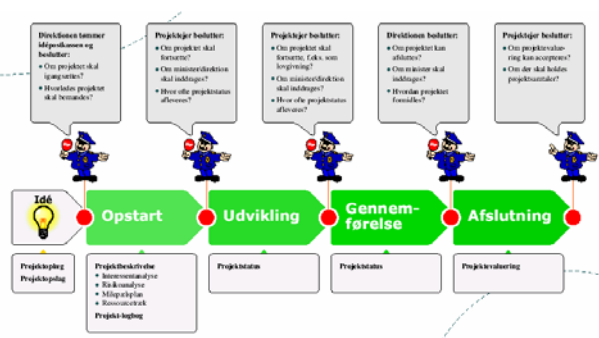 Direktionen tømmer
idépostkassen og
beslutter:
Om projektet skal
igangsættes?
Hvorledes projektet
skal bemandes?
Projektejer beslutter:
Om projektet skal
fortsætte?
Om minister/direktion
skal inddrages?
Hvor ofte projektstatus
afleveres?
Projektejer beslutter:
Om projektet skal
fortsætte, f.eks. som
lovgivning?
Om minister/direktion
skal inddrages?
Hvor ofte projektstatus
afleveres?
Direktionen beslutter:
Om projektet kan
afsluttes?
Om minister skal
inddrages?
Hvordan projektet
formidles?
Projektejer beslutter:
Om projektevalue-
ring kan accepteres?
Om der skal holdes
projektsamtaler?
Idé
Opstart
Udvikling
Gennem-
førelse
Afslutning
Projektoplæg
Projektopslag
Projektbeskrivelse
Interessentanalyse
Risikoanalyse
Milepælsplan
Ressourcetræk
Projekt-logbog
Projektstatus
Projektstatus
Projektevaluering